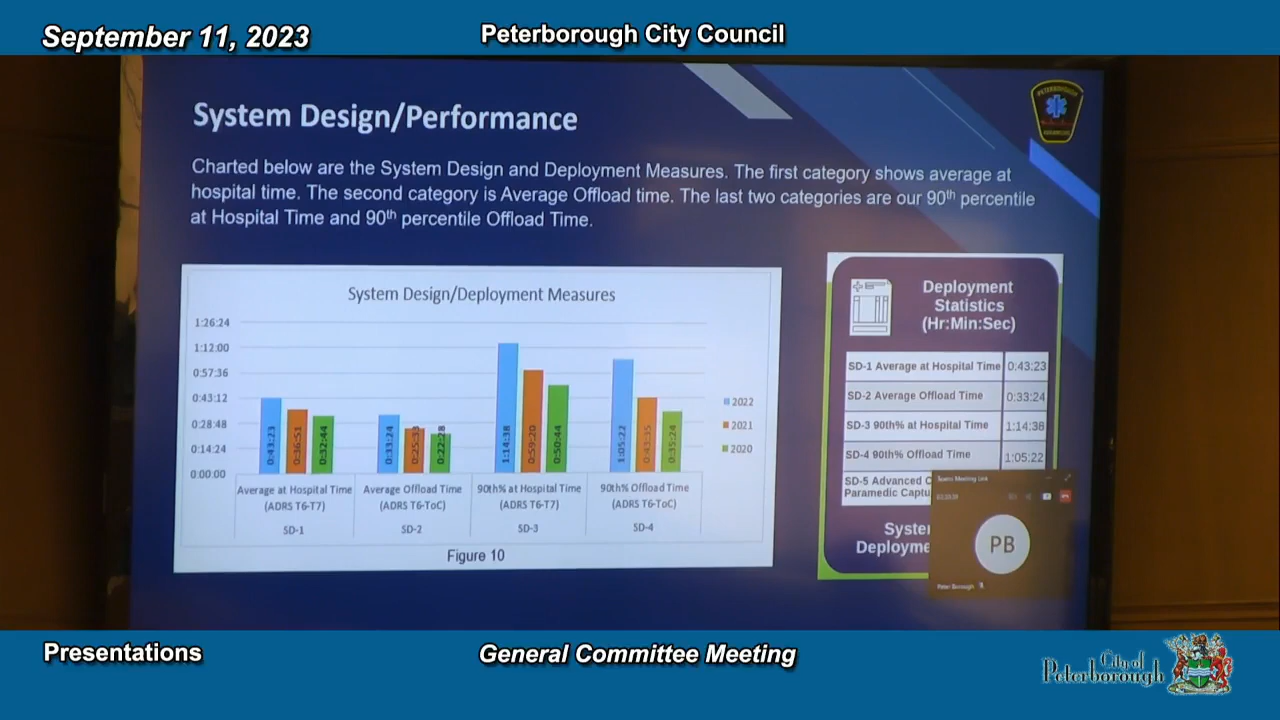 September 11, 2023
Peterborough City Council
System Design/Performance
Charted below are the System Design and Deployment Measures. The first category shows average at
hospital time. The second category is Average Offload time. The last two categories are our 90th percentile
at Hospital Time and 90th percentile Offload Time.
System Design/Deployment Measures
1:26:24
1:12:00
0:57:36
0:43:12
0:28:48
0:14:24
0:00:00
0:43:23
0:36:51
0:32:44
0:33:24
0:22:28
1:14:38
0:59:20
0:50:44
1:05:22
0:35:24
2022
2021
2020
Average at Hospital Time
(ADRS T6-T7)
SD-1
Average Offload Time
(ADRS T6-ToC)
SD-2
90th% at Hospital Time
(ADRS T6-T7)
SD-3
90th% Offload Time
(ADRS T6-ToC)
SD-4
Figure 10
Deployment
Statistics
(Hr:Min:Sec)
SD-1 Average at Hospital Time 0:43:23
SD-2 Average Offload Time 0:33:24
SD-3 90th% at Hospital Time 1:14:38
SD-4 90th% Offload Time 1:05:22
SD-5 Advanced C
Paramedic Captu
Syste
Deployme
Teams Meeting Link
PB
Peter Borough
Presentations
General Committee Meeting
City of
Peterborough